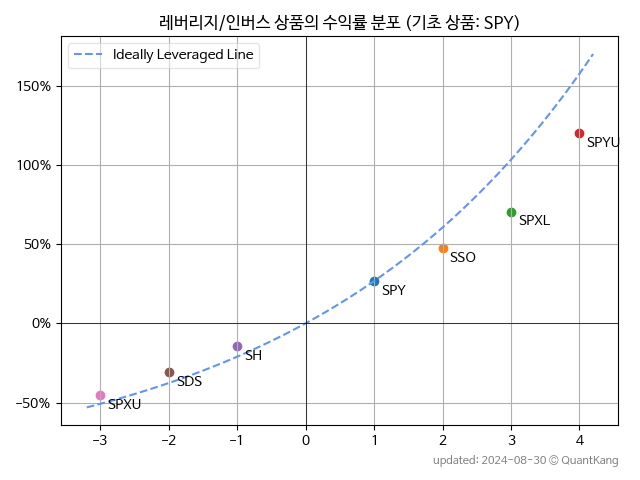 레버리지/인버스 상품의 수익률 분포 (기초 상품: SPY)
Ideally Leveraged Line
150%
100%
50%
0%
−50%
SPYU
SPXL
SSO
SPY
SH
SDS
SPXU
−3 −2 −1 0 1 2 3 4
updated: 2024-08-30 © QuantKang